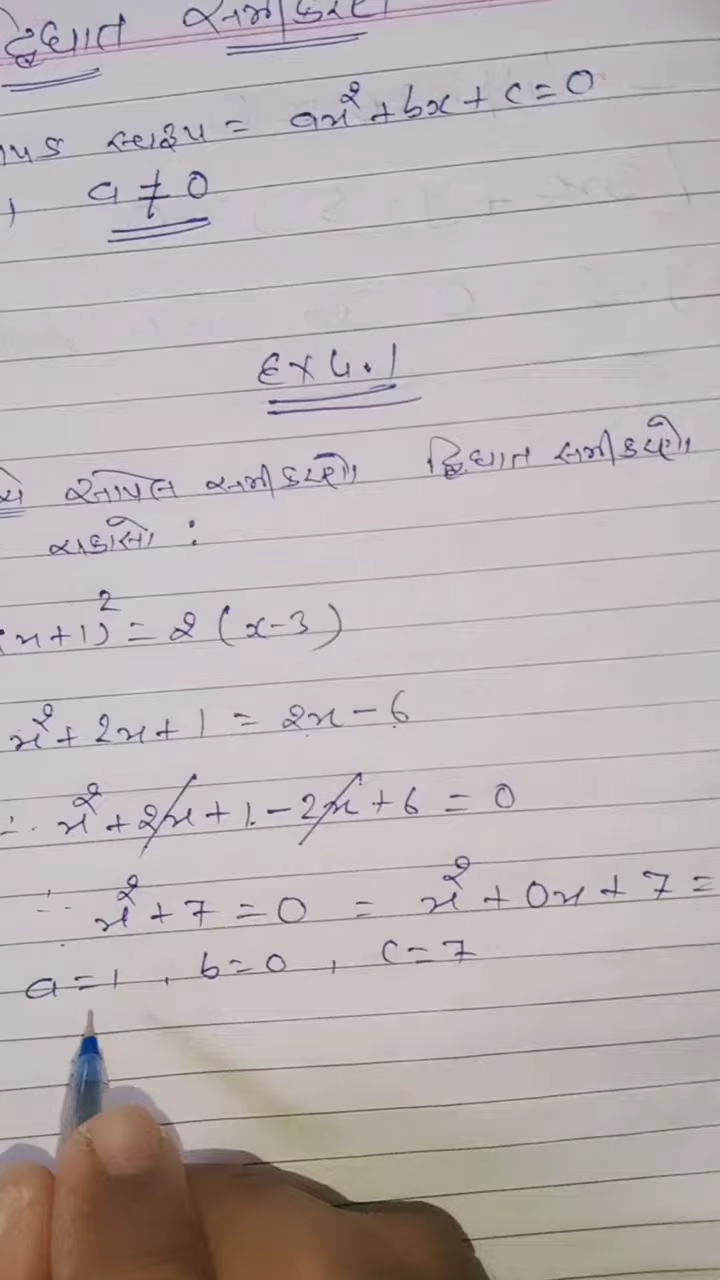 દ્વિઘાત સમીકરણ
સ્વરૂપ = ax² + bx + c = 0
a ≠ 0
Ex 4.1
આપેલ સમીકરણો દ્વિઘાત સમીકરણો
ચકાસો :
(x+1)² = 2 (x-3)
x² + 2x + 1 = 2x - 6
∴ x² + 2x + 1 - 2x + 6 = 0
∴ x² + 7 = 0 = x² + 0x + 7 =
a = 1 , b = 0 , c = 7